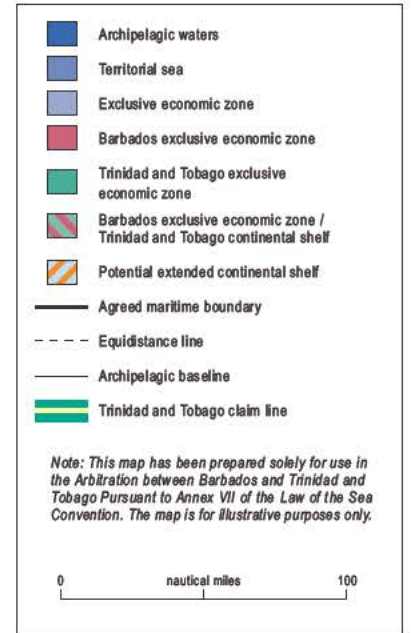 Archipelagic waters
Territorial sea
Exclusive economic zone
Barbados exclusive economic zone
Trinidad and Tobago exclusive
economic zone
Barbados exclusive economic zone /
Trinidad and Tobago continental shelf
Potential extended continental shelf
Agreed maritime boundary
Equidistance line
Archipelagic baseline
Trinidad and Tobago claim line
Note: This map has been prepared solely for use in
the Arbitration between Barbados and Trinidad and
Tobago Pursuant to Annex VII of the Law of the Sea
Convention. The map is for illustrative purposes only.
0 nautical miles 100